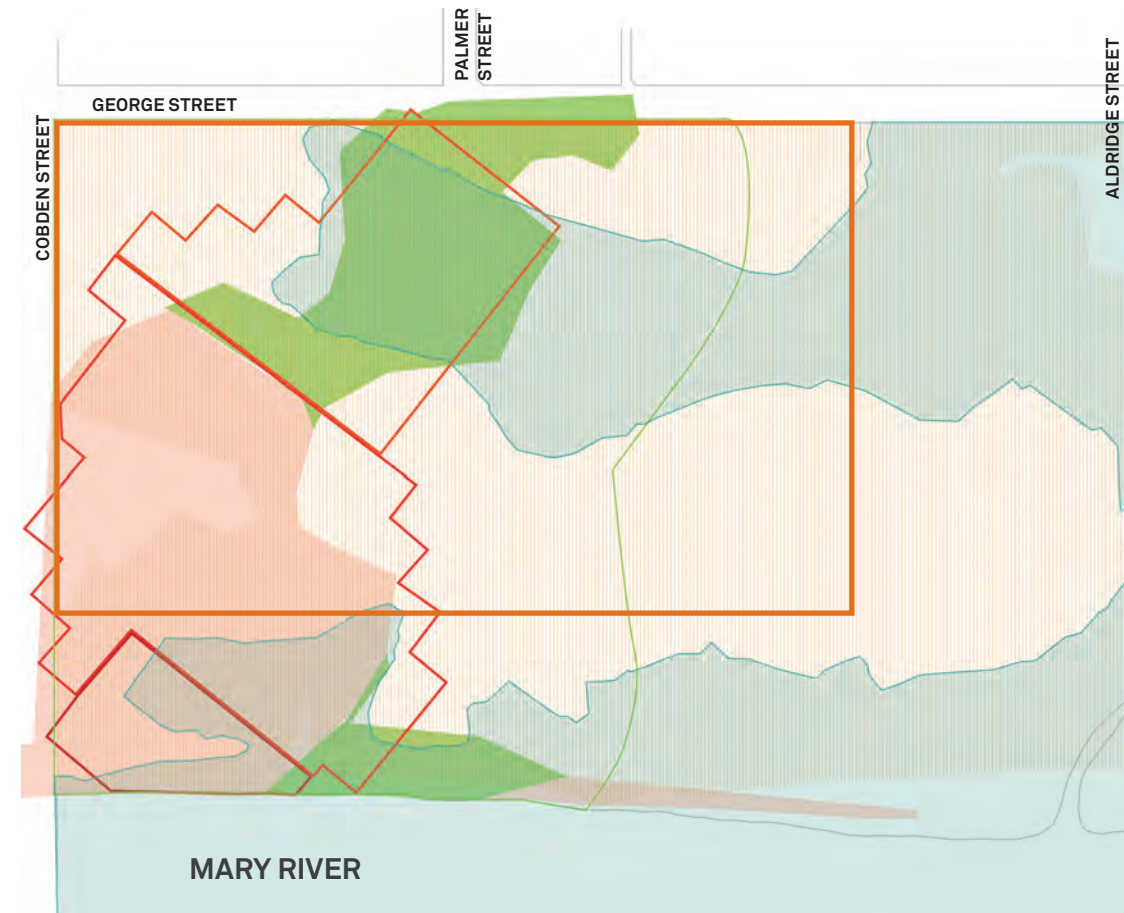 PALMER
STREET
GEORGE STREET
COBDEN STREET
ALDRIDGE STREET
MARY RIVER